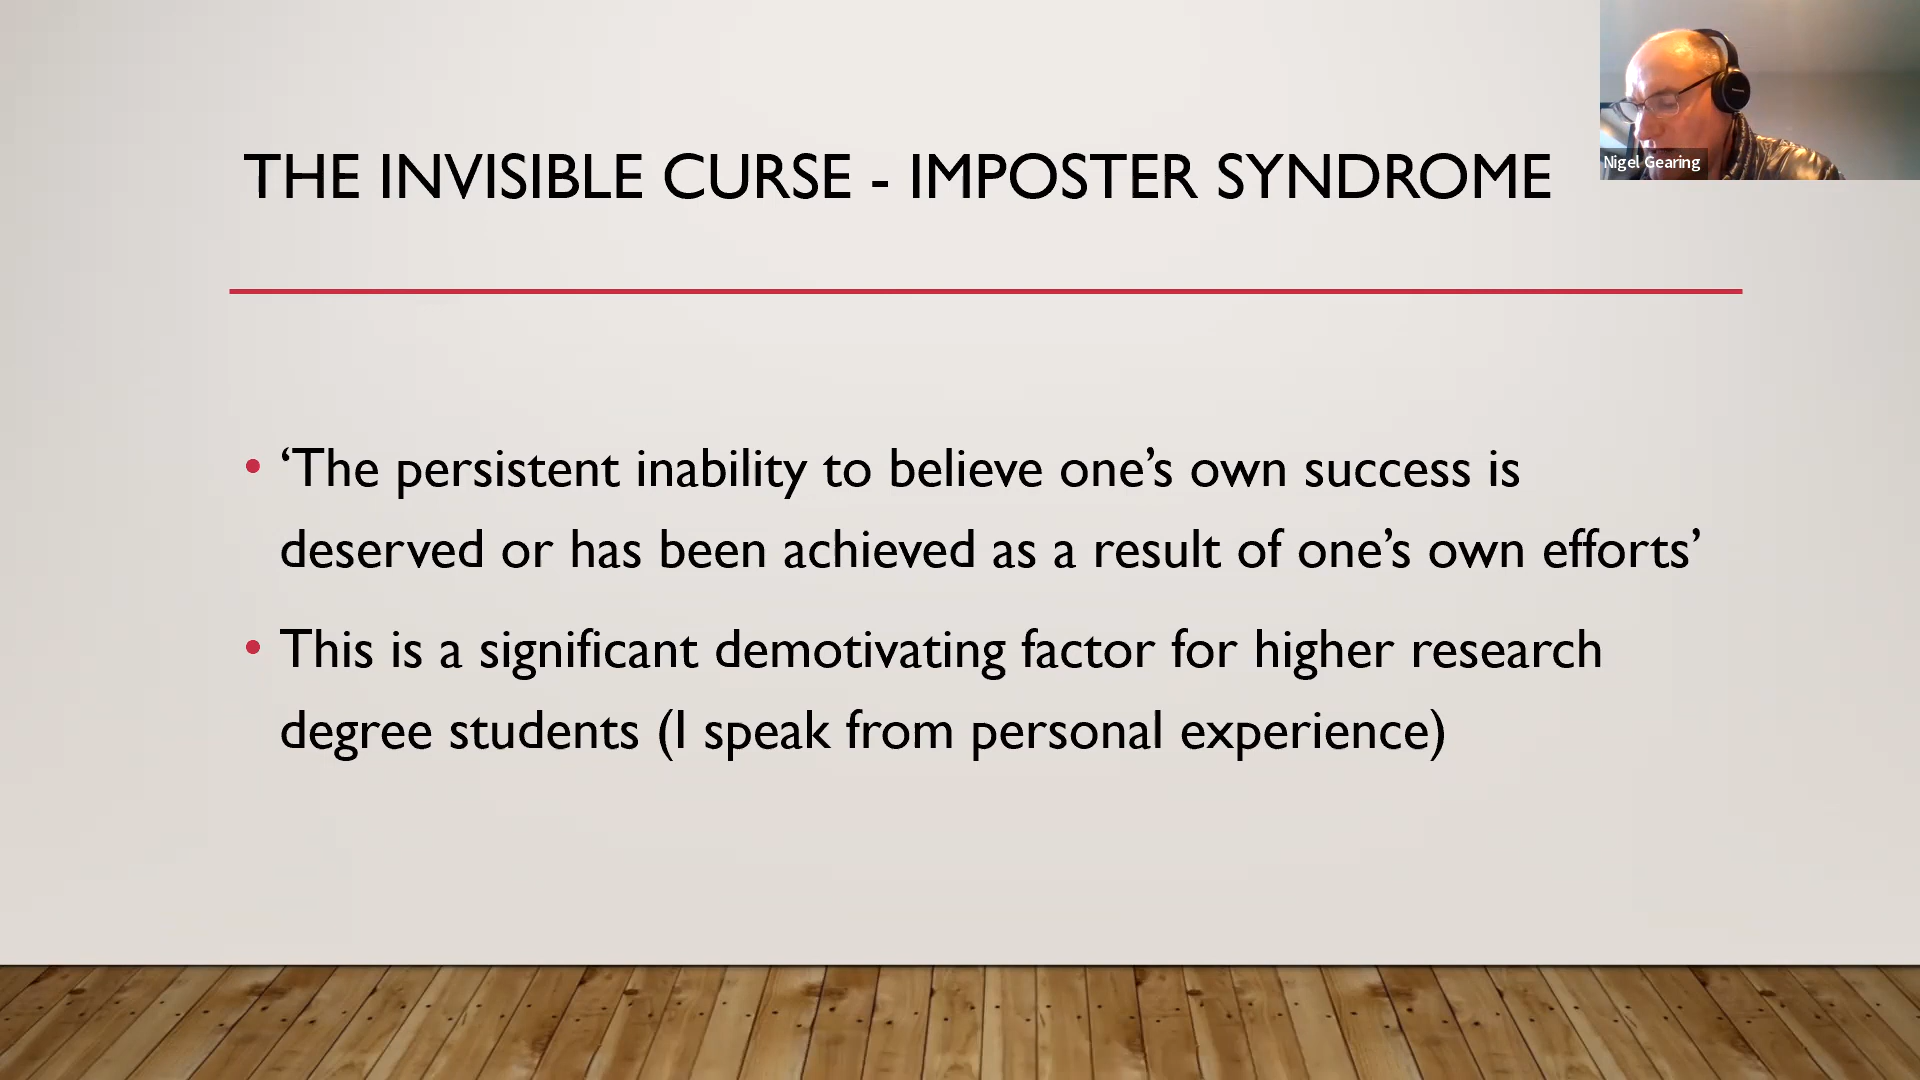 THE INVISIBLE CURSE - IMPOSTER SYNDROME
Nigel Gearing
• ‘The persistent inability to believe one’s own success is
deserved or has been achieved as a result of one’s own efforts’
• This is a significant demotivating factor for higher research
degree students (I speak from personal experience)